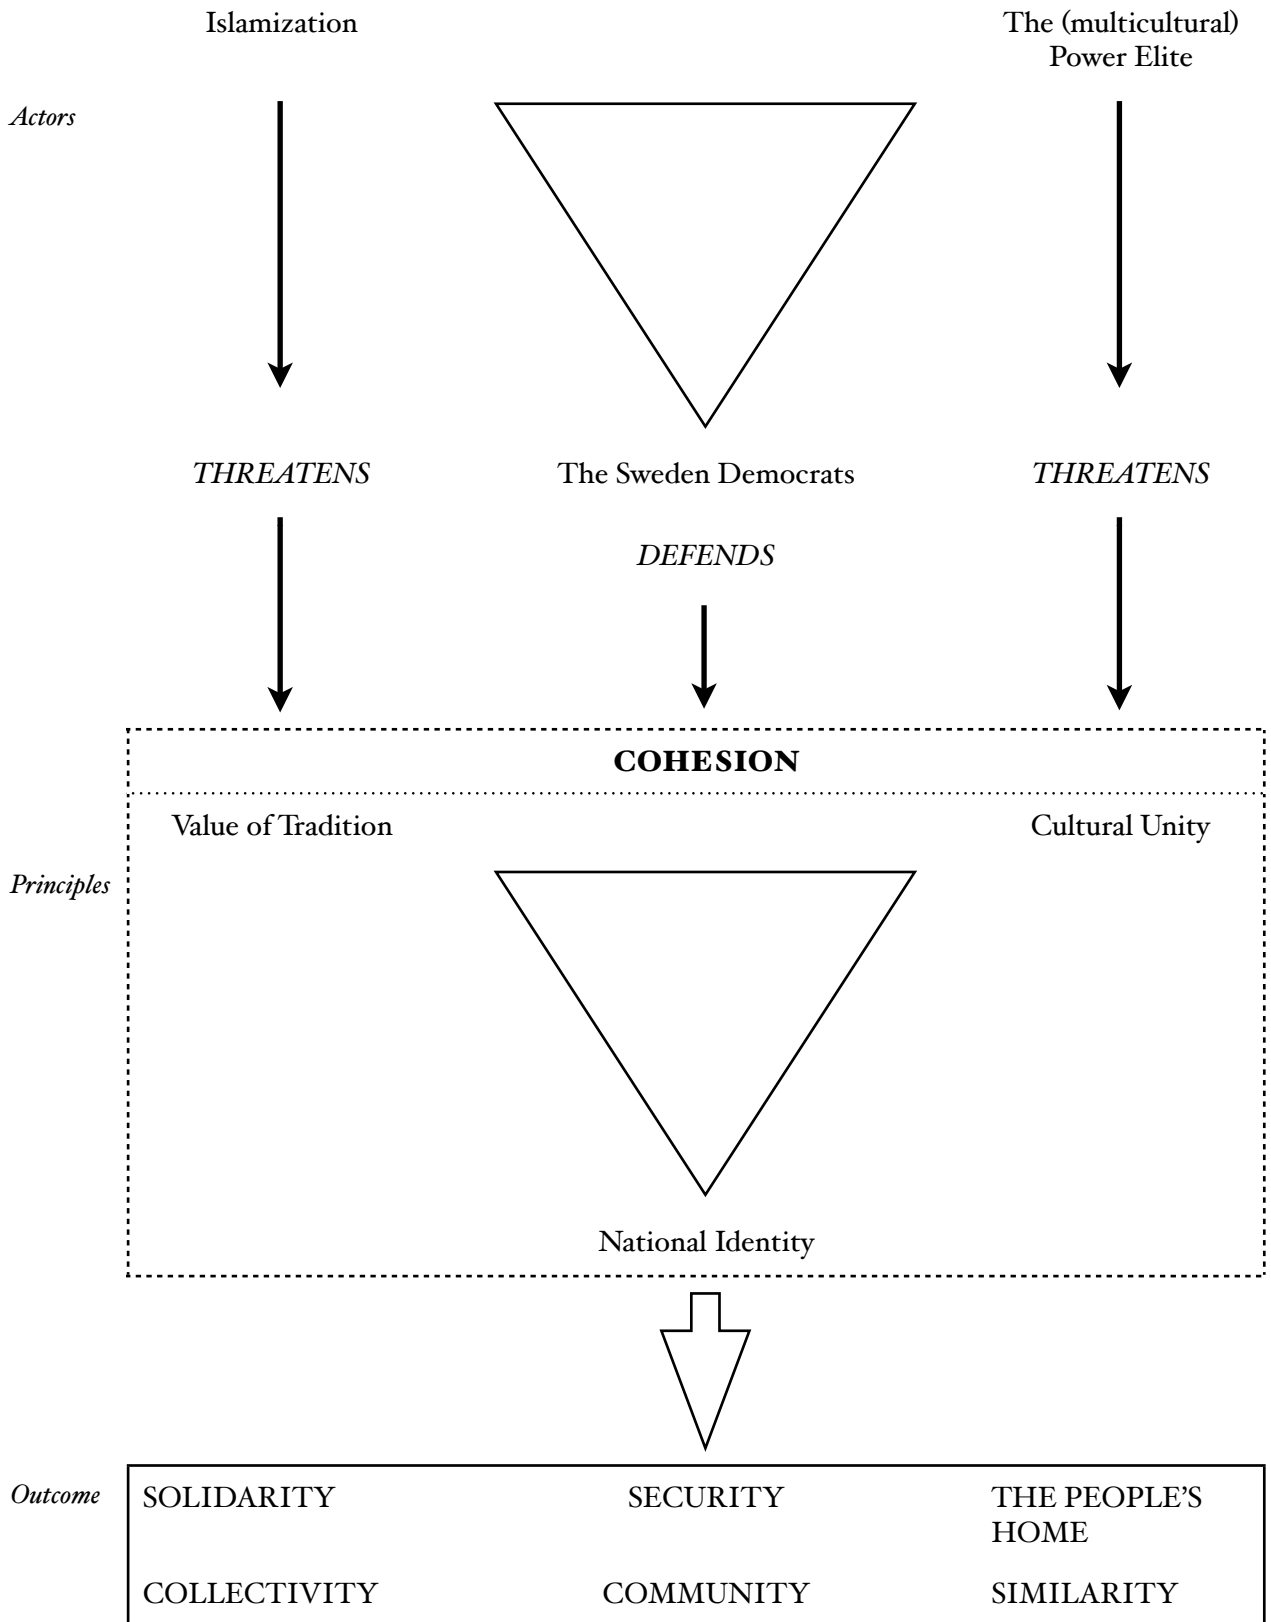 Islamization
The (multicultural)
Power Elite
Actors
THREATENS
The Sweden Democrats
THREATENS
DEFENDS
COHESION
Value of Tradition
Cultural Unity
Principles
National Identity
Outcome
SOLIDARITY
SECURITY
THE PEOPLE'S
HOME
COLLECTIVITY
COMMUNITY
SIMILARITY